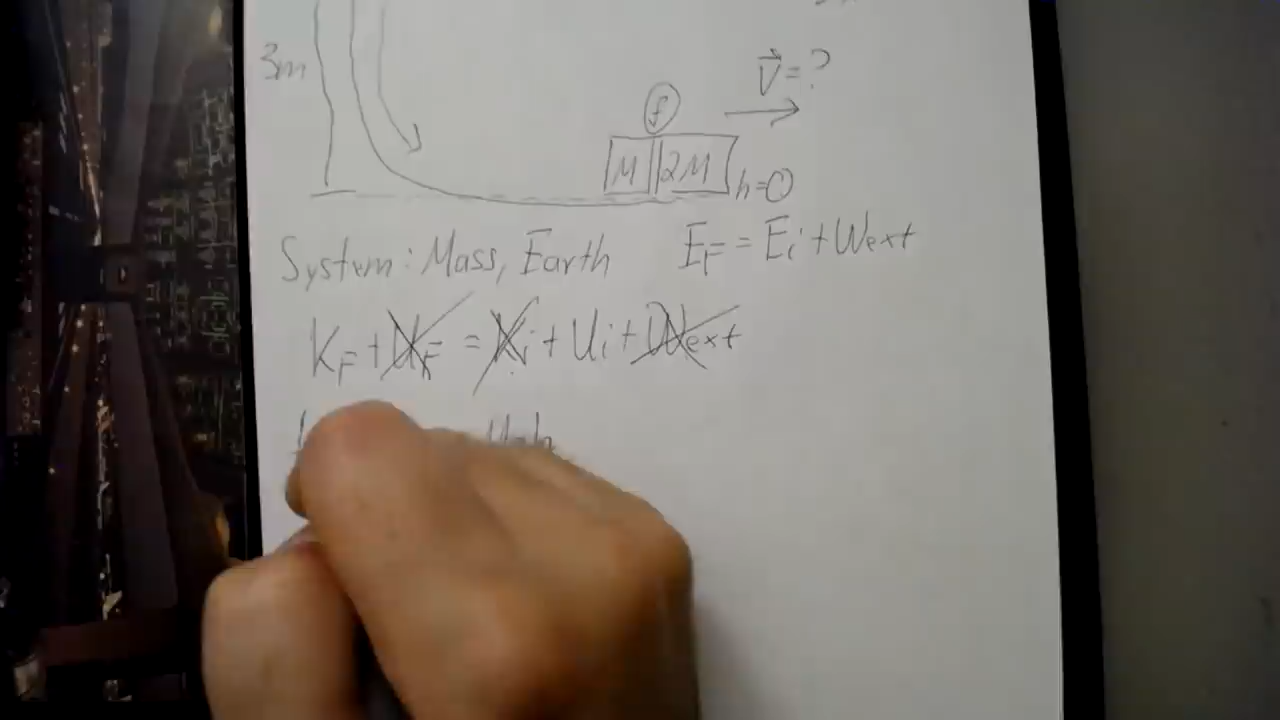 3m
V=?
f
M 2M
h=0
System: Mass, Earth EF = Ei + Wext
KF + UF = Ki + Ui + Wext